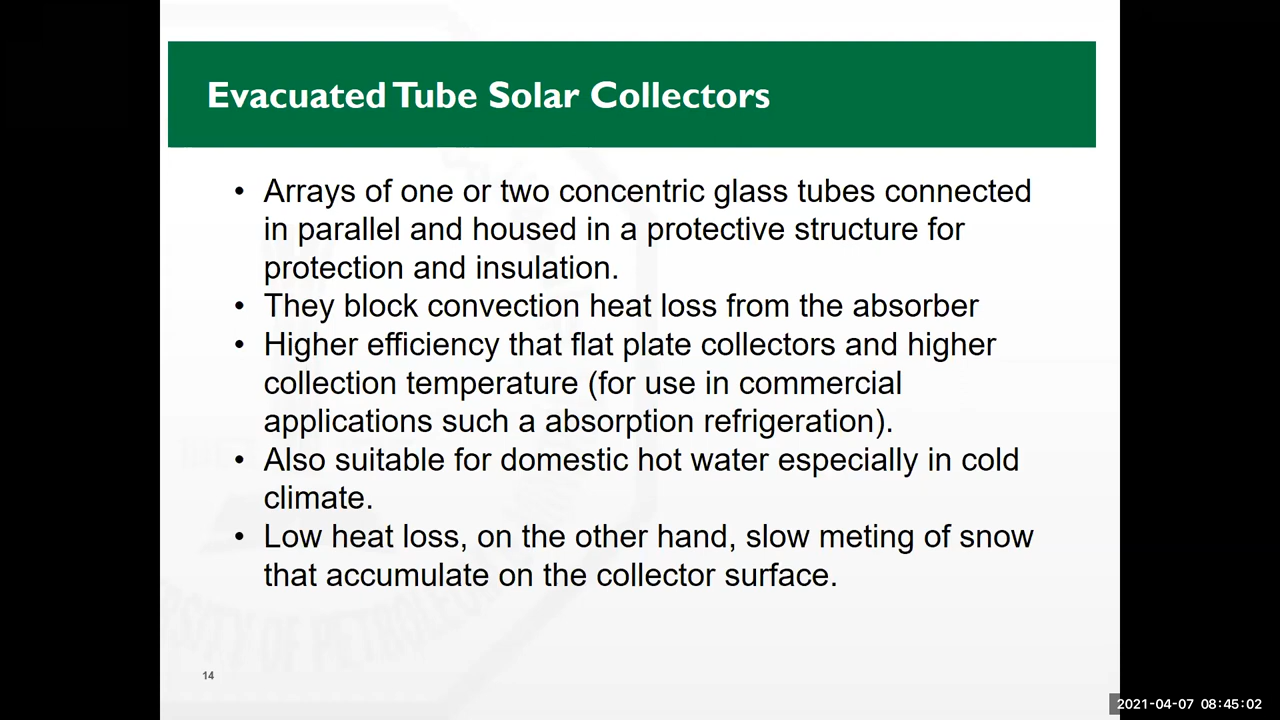 Evacuated Tube Solar Collectors
• Arrays of one or two concentric glass tubes connected
in parallel and housed in a protective structure for
protection and insulation.
• They block convection heat loss from the absorber
• Higher efficiency that flat plate collectors and higher
collection temperature (for use in commercial
applications such a absorption refrigeration).
• Also suitable for domestic hot water especially in cold
climate.
• Low heat loss, on the other hand, slow meting of snow
that accumulate on the collector surface.
14
2021-04-07 08:45:02